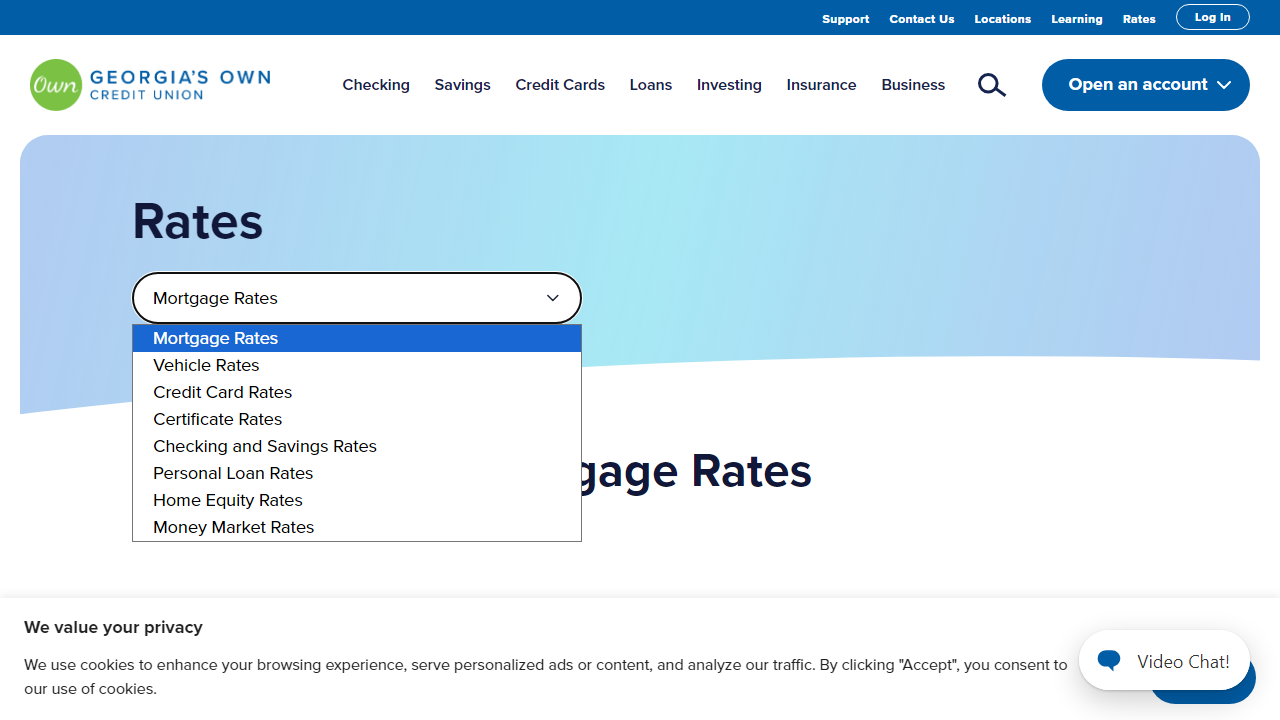 Support Contact Us Locations Learning Rates Log In
Own GEORGIA'S OWN
CREDIT UNION
Checking Savings Credit Cards Loans Investing Insurance Business Open an account
Rates
Mortgage Rates
Mortgage Rates
Vehicle Rates
Credit Card Rates
Certificate Rates
Checking and Savings Rates
Personal Loan Rates
Home Equity Rates
Money Market Rates
gage Rates
We value your privacy
We use cookies to enhance your browsing experience, serve personalized ads or content, and analyze our traffic. By clicking "Accept", you consent to
our use of cookies.
Video Chat!